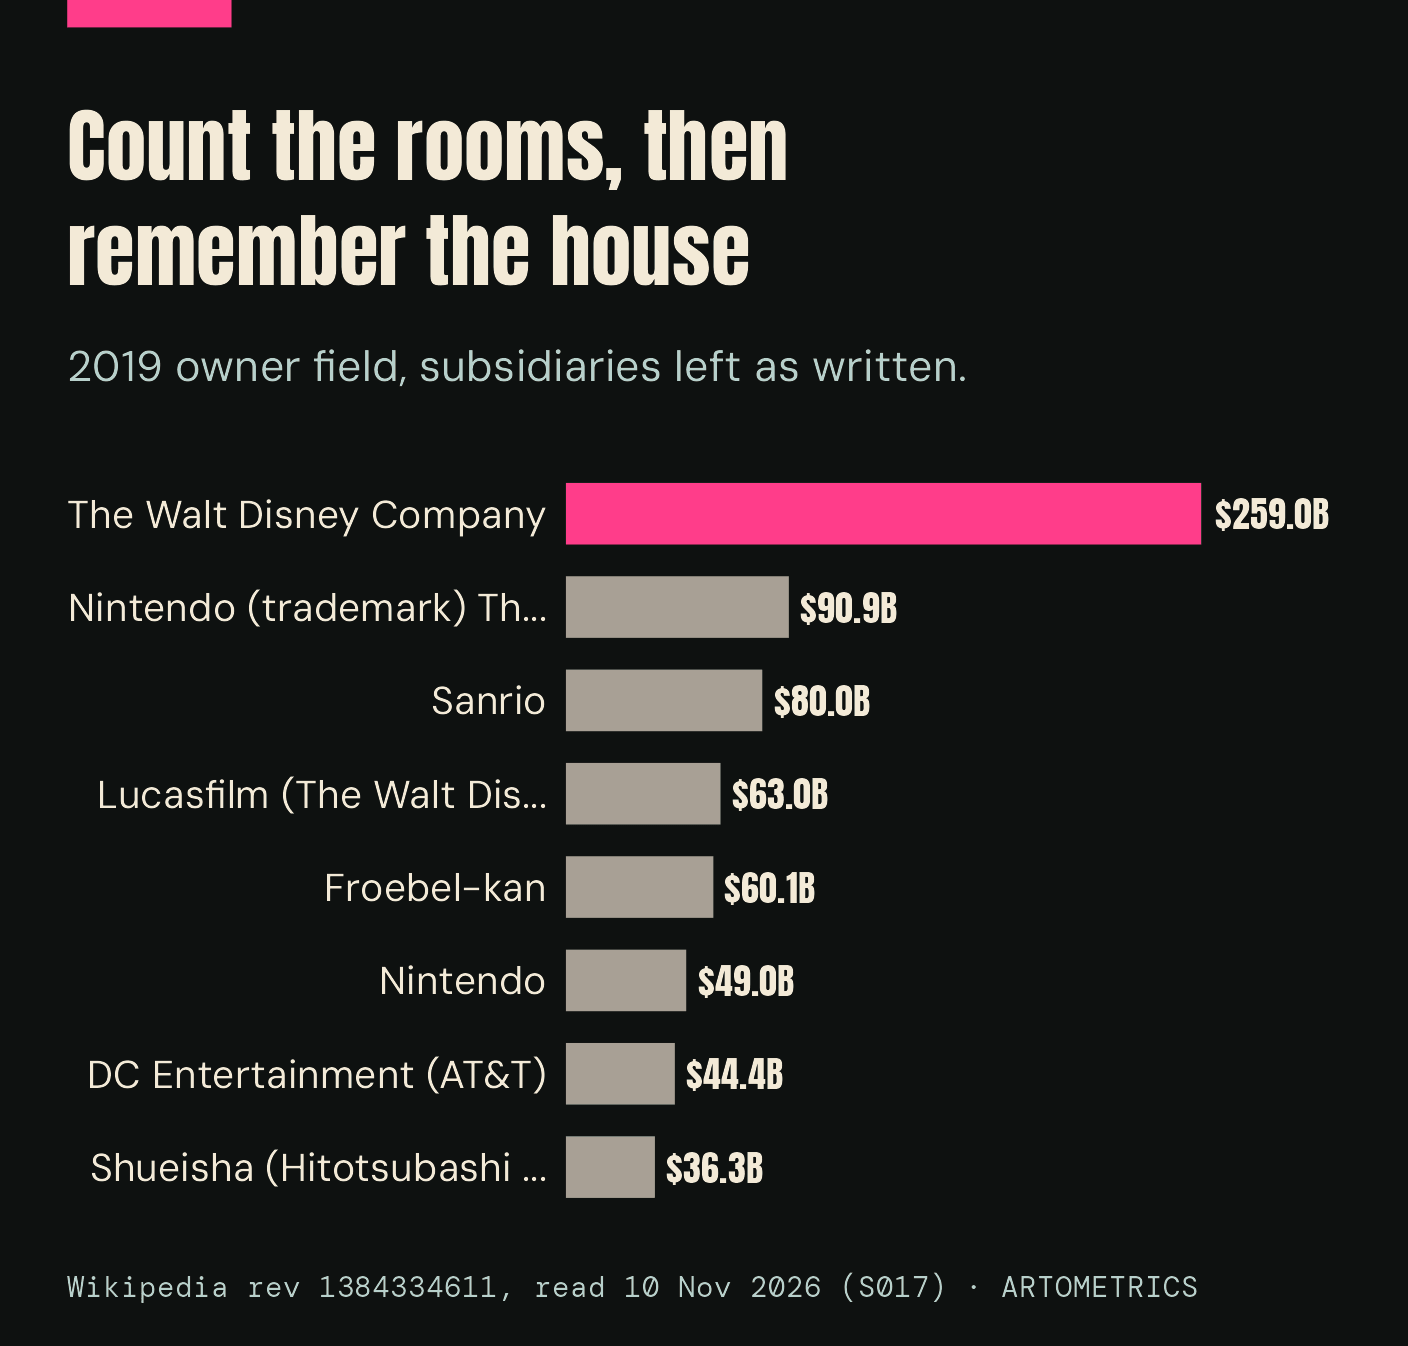 Count the rooms, then
remember the house
2019 owner field, subsidiaries left as written.
The Walt Disney Company $259.0B
Nintendo (trademark) Th... $90.9B
Sanrio $80.0B
Lucasfilm (The Walt Dis... $63.0B
Froebel-kan $60.1B
Nintendo $49.0B
DC Entertainment (AT&T) $44.4B
Shueisha (Hitotsubashi ... $36.3B
Wikipedia rev 1384334611, read 10 Nov 2026 (S017) · ARTOMETRICS